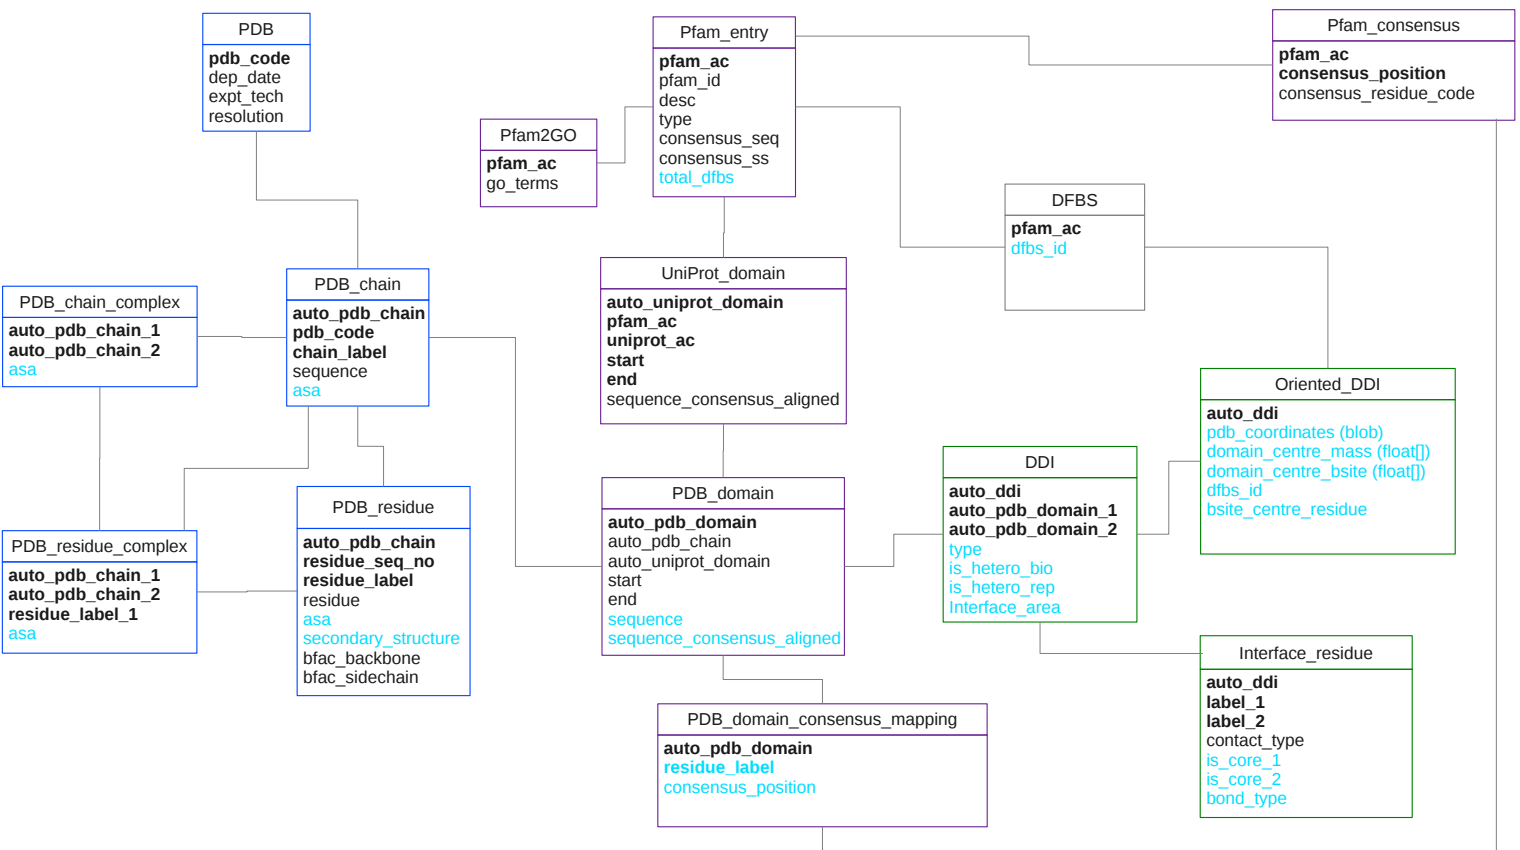 PDB
pdb_code
dep_date
expt_tech
resolution
Pfam_entry
pfam_ac
pfam_id
desc
type
consensus_seq
consensus_ss
total_dfbs
Pfam_consensus
pfam_ac
consensus_position
consensus_residue_code
Pfam2GO
pfam_ac
go_terms
DFBS
pfam_ac
dfbs_id
PDB_chain_complex
auto_pdb_chain_1
auto_pdb_chain_2
asa
PDB_chain
auto_pdb_chain
pdb_code
chain_label
sequence
asa
UniProt_domain
auto_uniprot_domain
pfam_ac
uniprot_ac
start
end
sequence_consensus_aligned
Oriented_DDI
auto_ddi
pdb_coordinates (blob)
domain_centre_mass (float[])
domain_centre_bsite (float[])
dfbs_id
bsite_centre_residue
DDI
auto_ddi
auto_pdb_domain_1
auto_pdb_domain_2
type
is_hetero_bio
is_hetero_rep
Interface_area
PDB_residue_complex
auto_pdb_chain_1
auto_pdb_chain_2
residue_label_1
asa
PDB_residue
auto_pdb_chain
residue_seq_no
residue_label
residue
asa
secondary_structure
bfac_backbone
bfac_sidechain
PDB_domain
auto_pdb_domain
auto_pdb_chain
auto_uniprot_domain
start
end
sequence
sequence_consensus_aligned
Interface_residue
auto_ddi
label_1
label_2
contact_type
is_core_1
is_core_2
bond_type
PDB_domain_consensus_mapping
auto_pdb_domain
residue_label
consensus_position